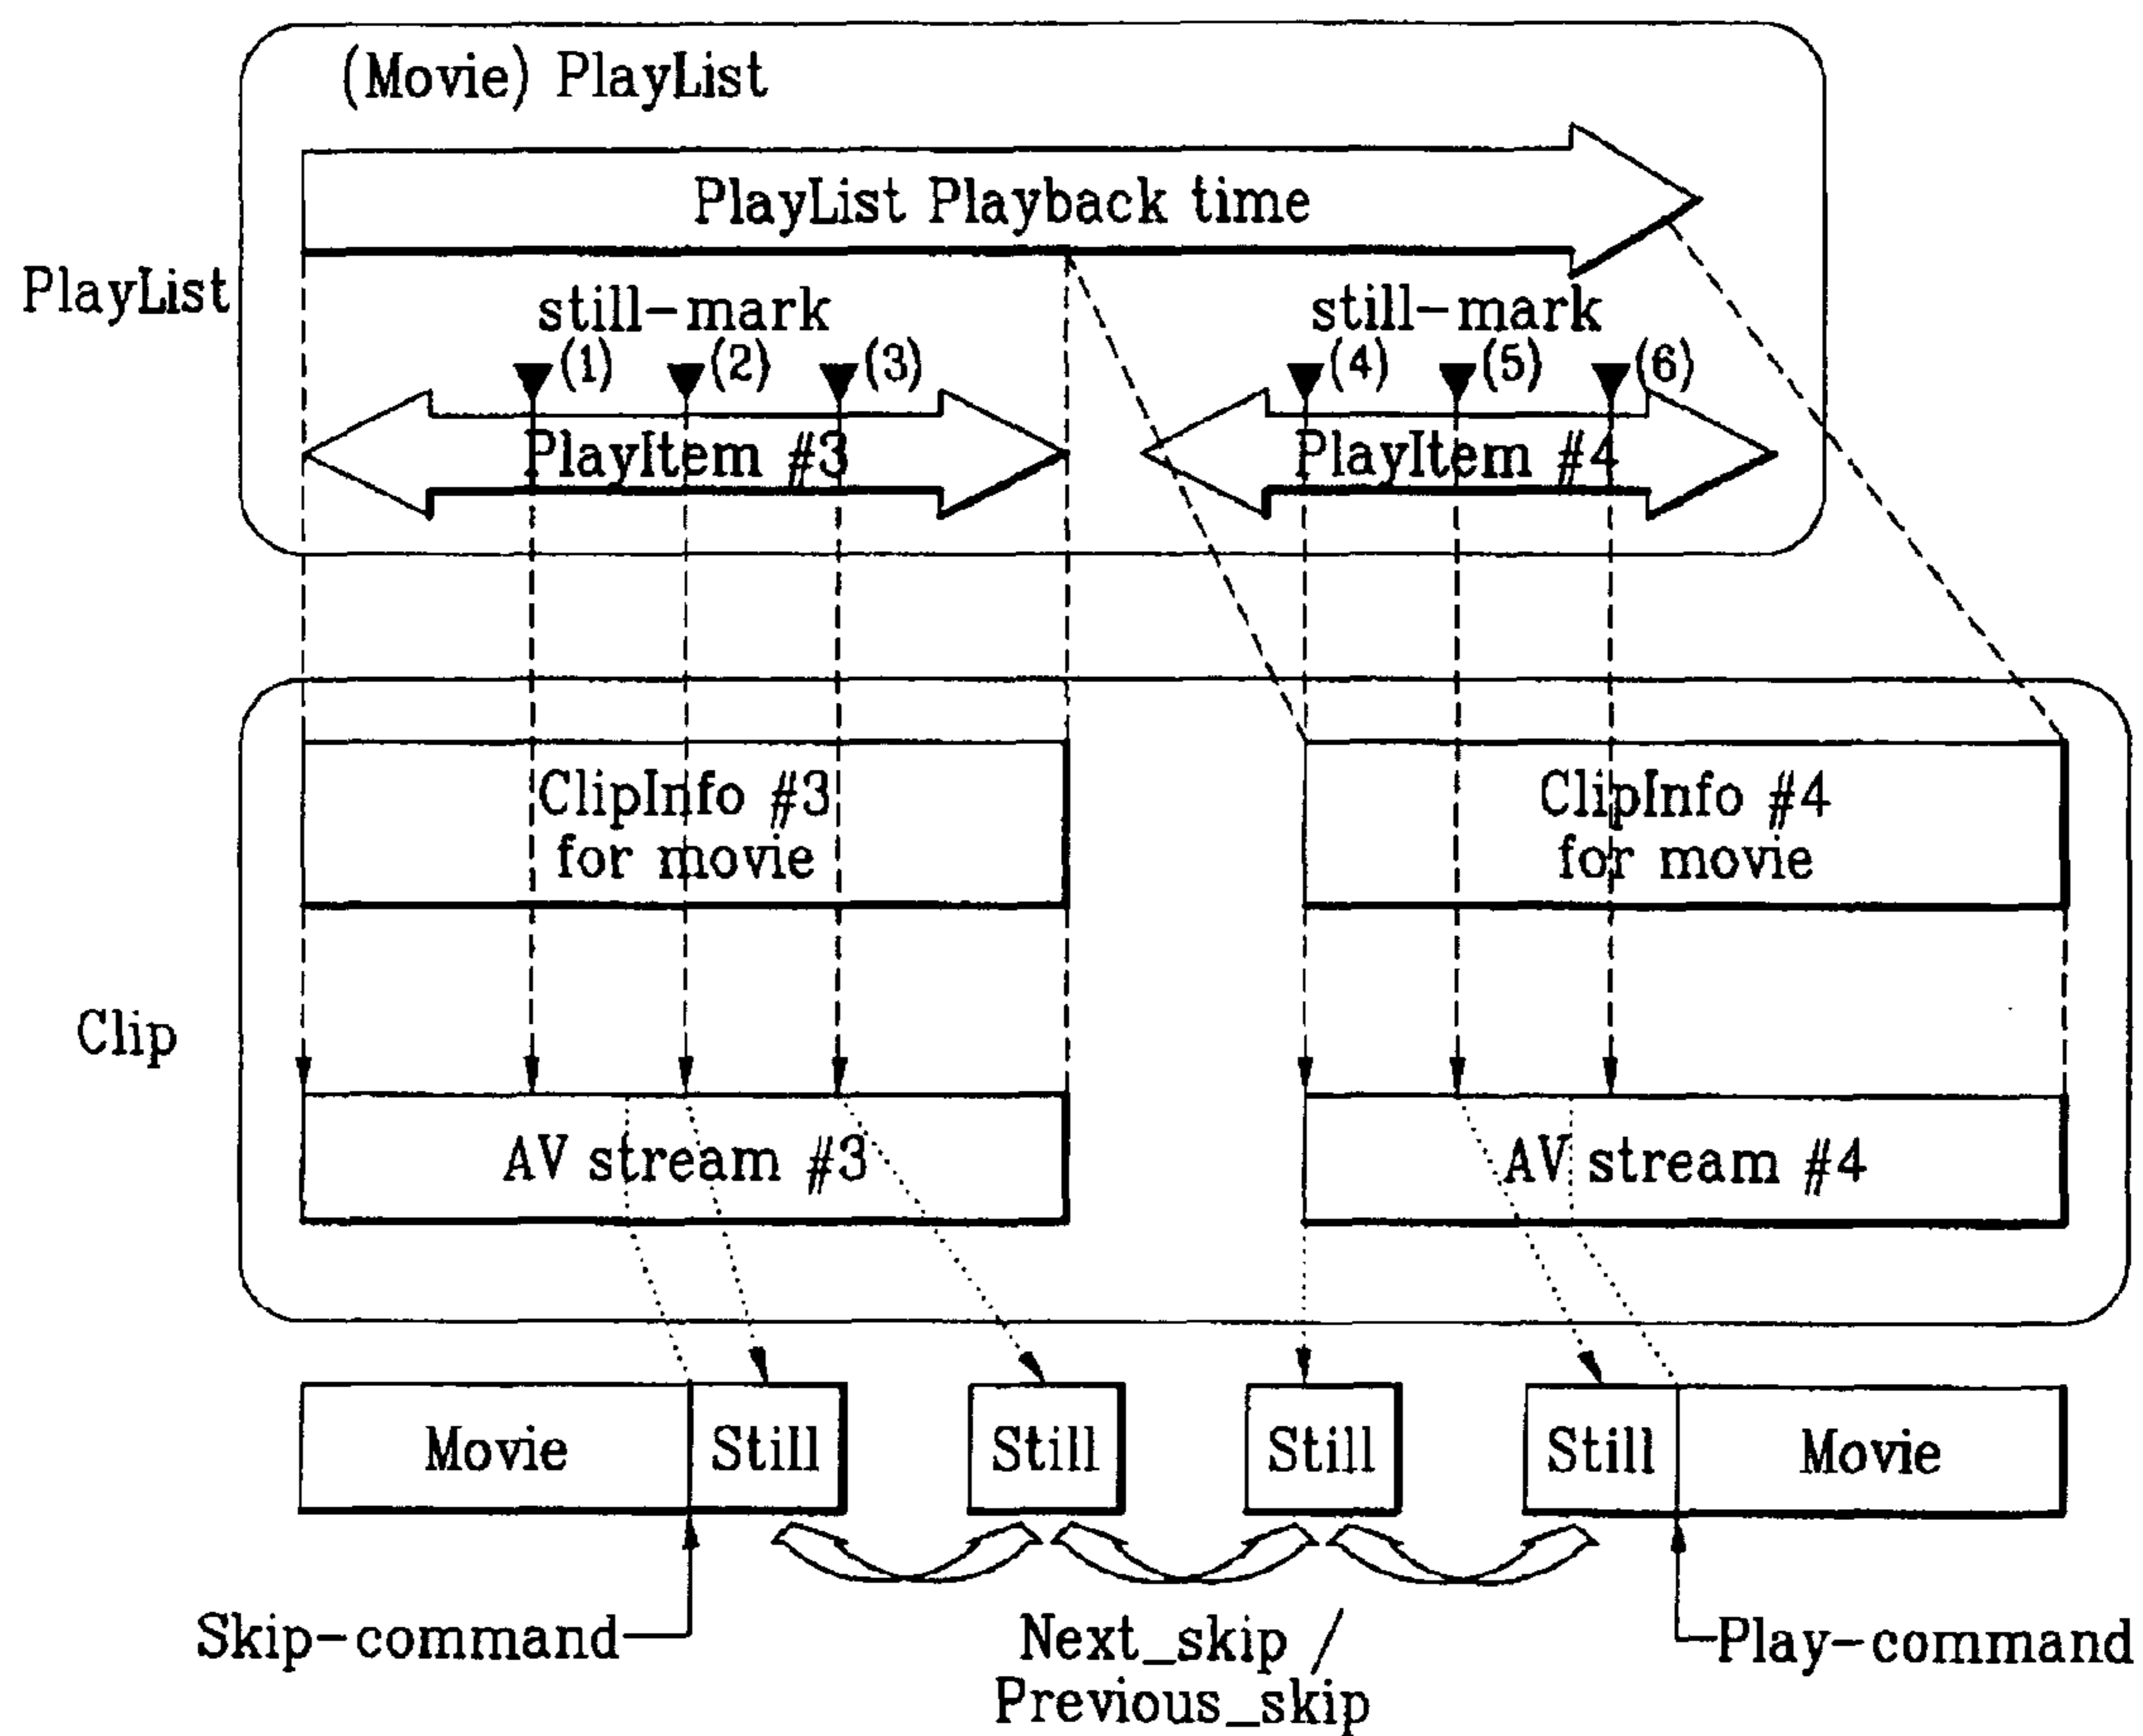 (Movie) PlayList
PlayList Playback time
PlayList
still-mark
still-mark
(1)
(2)
(3)
(4)
(5)
(6)
PlayItem #3
PlayItem #4
ClipInfo #3
for movie
ClipInfo #4
for movie
Clip
AV stream #3
AV stream #4
Movie
Still
Still
Still
Still
Movie
Skip-command
Next_skip /
Previous_skip
Play-command